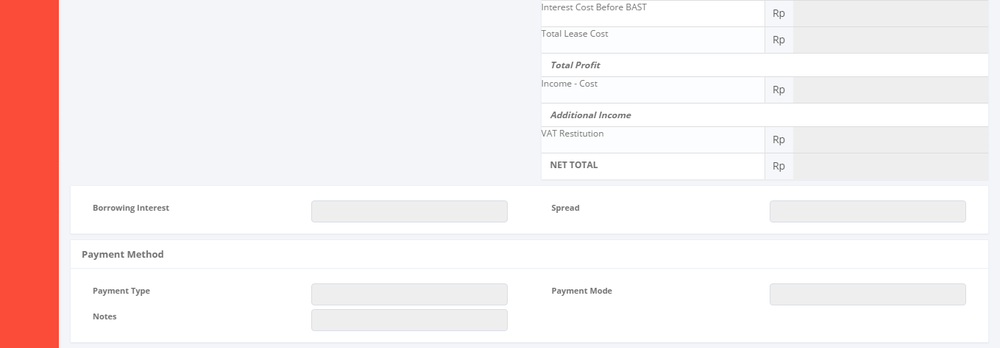 Interest Cost Before BAST Rp
Total Lease Cost Rp
Total Profit
Income - Cost Rp
Additional Income
VAT Restitution Rp
NET TOTAL Rp
Borrowing Interest Spread
Payment Method
Payment Type Payment Mode
Notes